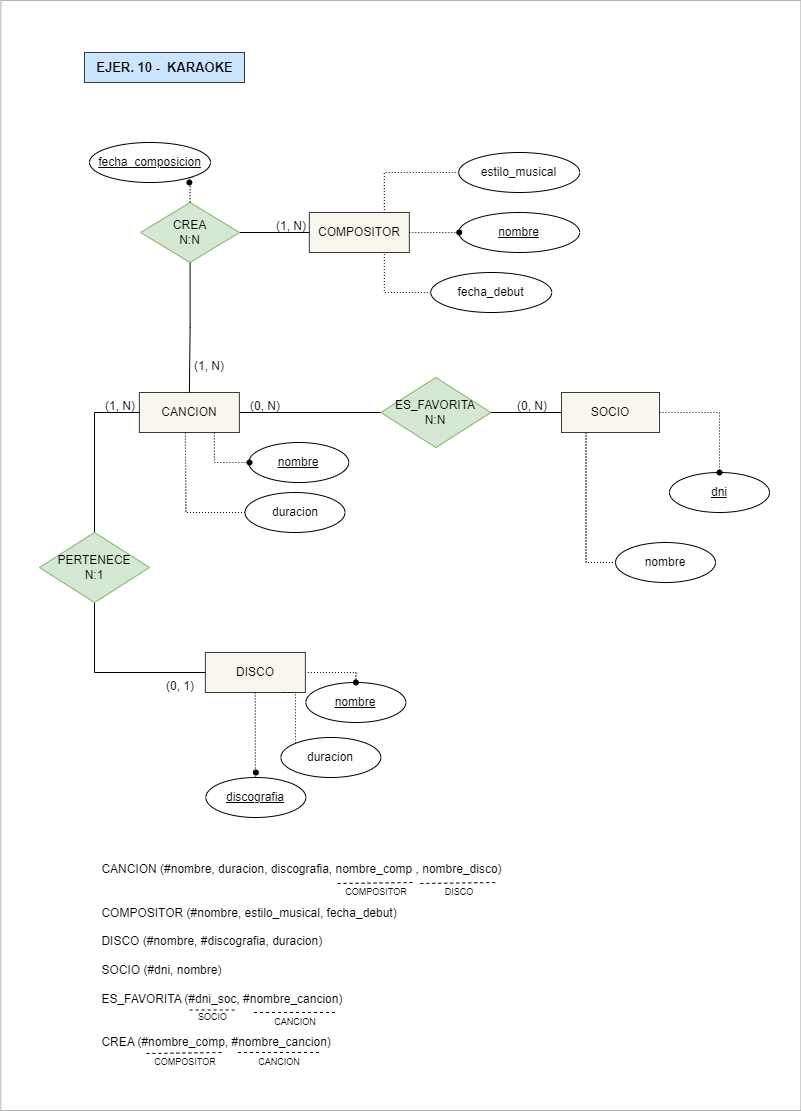 EJER. 10 - KARAOKE
fecha_composicion
estilo_musical
CREA
N:N
(1, N)
COMPOSITOR
nombre
fecha_debut
(1, N)
(1, N)
CANCION
(0, N)
ES_FAVORITA
N:N
(0, N)
SOCIO
nombre
dni
duracion
PERTENECE
N:1
nombre
DISCO
(0, 1)
nombre
duracion
discografia
CANCION (#nombre, duracion, discografia, nombre_comp , nombre_disco)
COMPOSITOR
DISCO
COMPOSITOR (#nombre, estilo_musical, fecha_debut)
DISCO (#nombre, #discografia, duracion)
SOCIO (#dni, nombre)
ES_FAVORITA (#dni_soc, #nombre_cancion)
SOCIO
CANCION
CREA (#nombre_comp, #nombre_cancion)
COMPOSITOR
CANCION